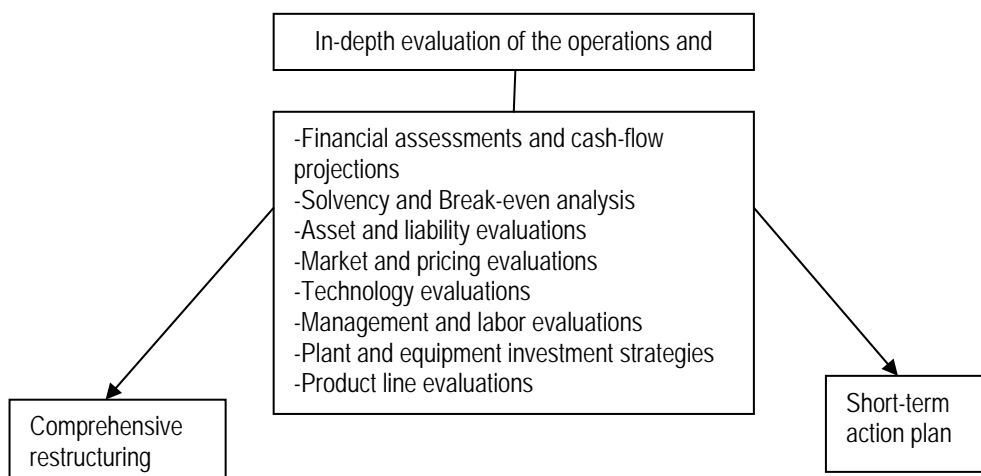 In-depth evaluation of the operations and
-Financial assessments and cash-flow
projections
-Solvency and Break-even analysis
-Asset and liability evaluations
-Market and pricing evaluations
-Technology evaluations
-Management and labor evaluations
-Plant and equipment investment strategies
-Product line evaluations
Comprehensive
restructuring
Short-term
action plan